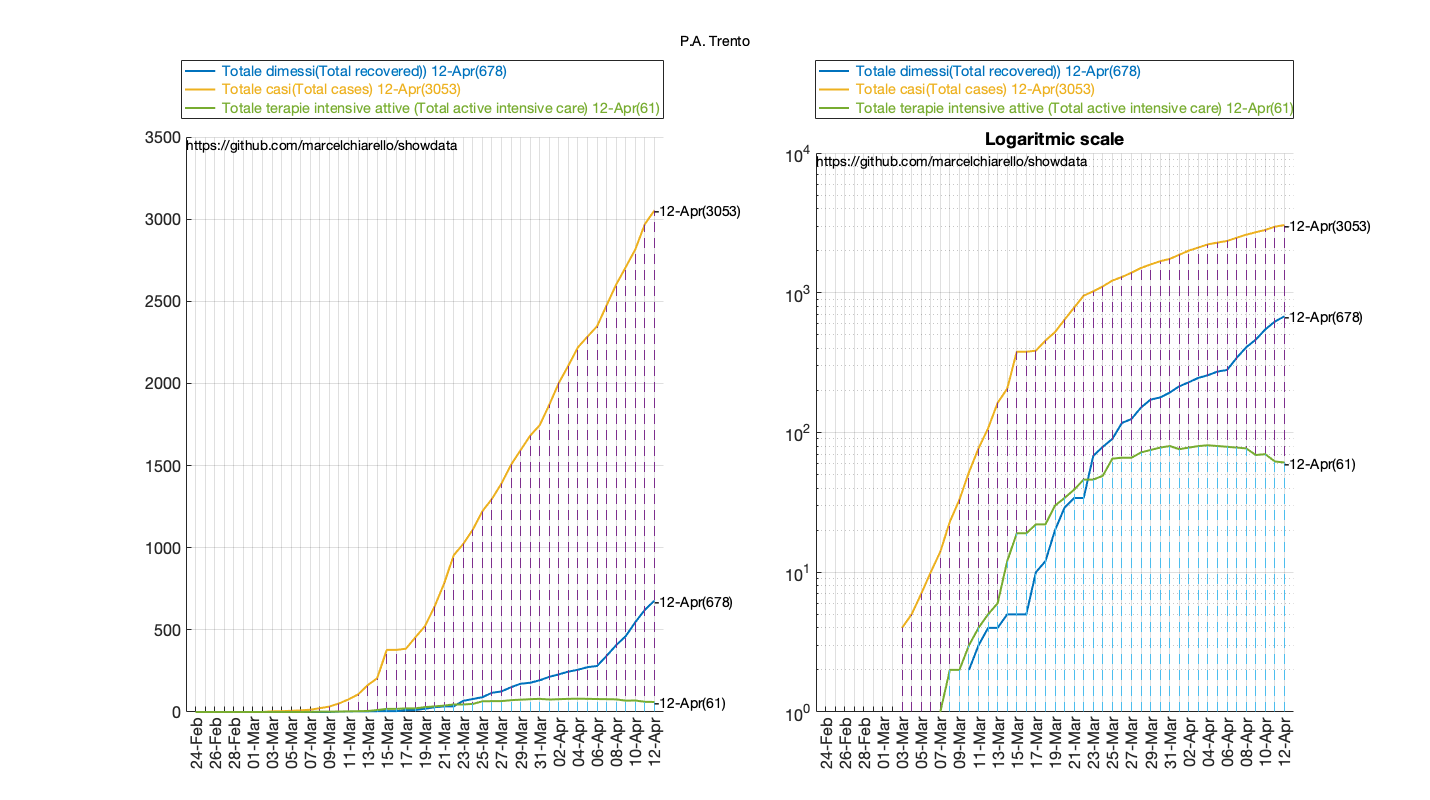 P.A. Trento
Totale dimessi(Total recovered)) 12-Apr(678)
Totale casi(Total cases) 12-Apr(3053)
Totale terapie intensive attive (Total active intensive care) 12-Apr(61)
https://github.com/marcelchiarello/showdata
3500
3000
2500
2000
1500
1000
500
0
12-Apr(3053)
12-Apr(678)
12-Apr(61)
24-Feb
26-Feb
28-Feb
01-Mar
03-Mar
05-Mar
07-Mar
09-Mar
11-Mar
13-Mar
15-Mar
17-Mar
19-Mar
21-Mar
23-Mar
25-Mar
27-Mar
29-Mar
31-Mar
02-Apr
04-Apr
06-Apr
08-Apr
10-Apr
12-Apr
Totale dimessi(Total recovered)) 12-Apr(678)
Totale casi(Total cases) 12-Apr(3053)
Totale terapie intensive attive (Total active intensive care) 12-Apr(61)
Logaritmic scale
https://github.com/marcelchiarello/showdata
10^4
10^3
10^2
10^1
10^0
12-Apr(3053)
12-Apr(678)
12-Apr(61)
24-Feb
26-Feb
28-Feb
01-Mar
03-Mar
05-Mar
07-Mar
09-Mar
11-Mar
13-Mar
15-Mar
17-Mar
19-Mar
21-Mar
23-Mar
25-Mar
27-Mar
29-Mar
31-Mar
02-Apr
04-Apr
06-Apr
08-Apr
10-Apr
12-Apr